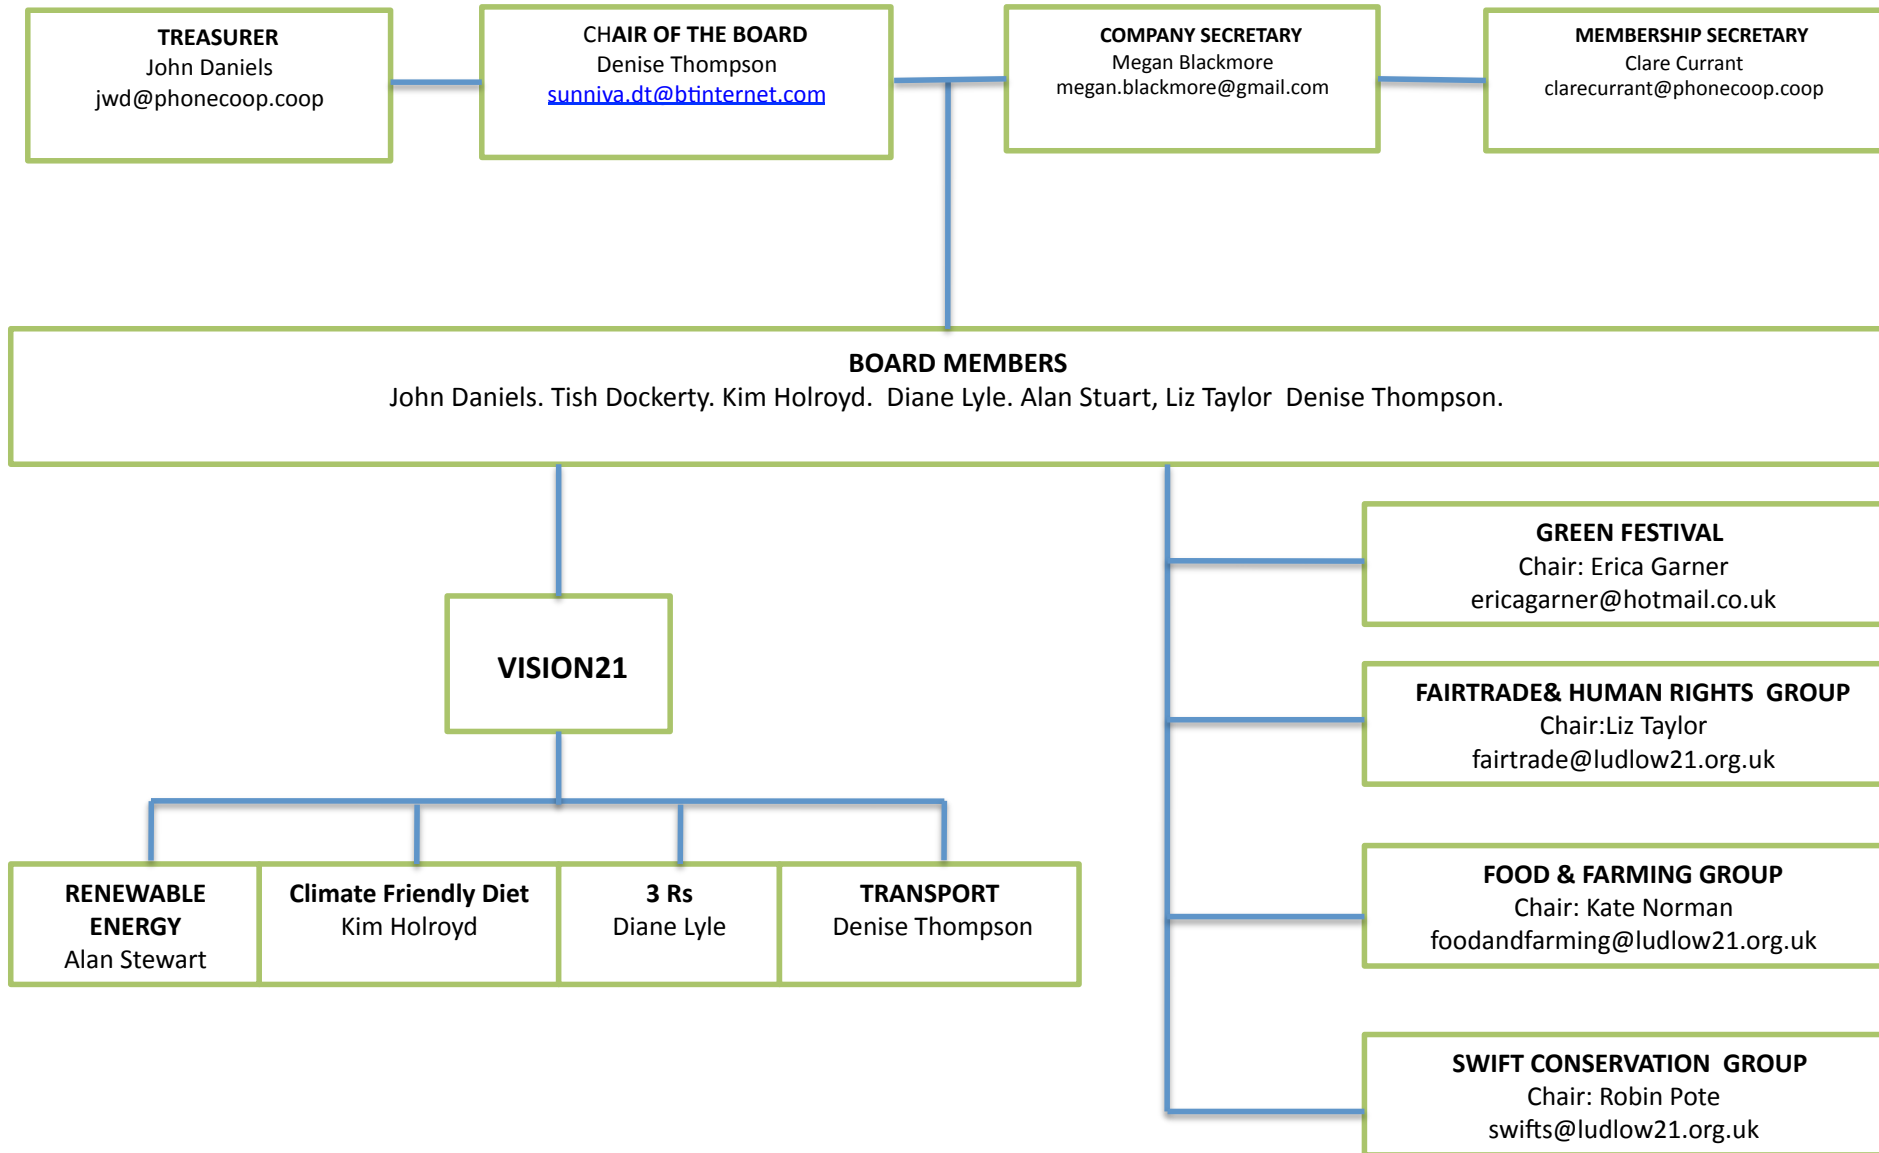 TREASURER
John Daniels
jwd@phonecoop.coop
CHAIR OF THE BOARD
Denise Thompson
sunniva.dt@btinternet.com
COMPANY SECRETARY
Megan Blackmore
megan.blackmore@gmail.com
MEMBERSHIP SECRETARY
Clare Currant
clarecurrant@phonecoop.coop
BOARD MEMBERS
John Daniels. Tish Dockerty. Kim Holroyd.  Diane Lyle. Alan Stuart, Liz Taylor  Denise Thompson.
VISION21
RENEWABLE
ENERGY
Alan Stewart
Climate Friendly Diet
Kim Holroyd
3 Rs
Diane Lyle
TRANSPORT
Denise Thompson
GREEN FESTIVAL
Chair: Erica Garner
ericagarner@hotmail.co.uk
FAIRTRADE& HUMAN RIGHTS  GROUP
Chair:Liz Taylor
fairtrade@ludlow21.org.uk
FOOD & FARMING GROUP
Chair: Kate Norman
foodandfarming@ludlow21.org.uk
SWIFT CONSERVATION  GROUP
Chair: Robin Pote
swifts@ludlow21.org.uk